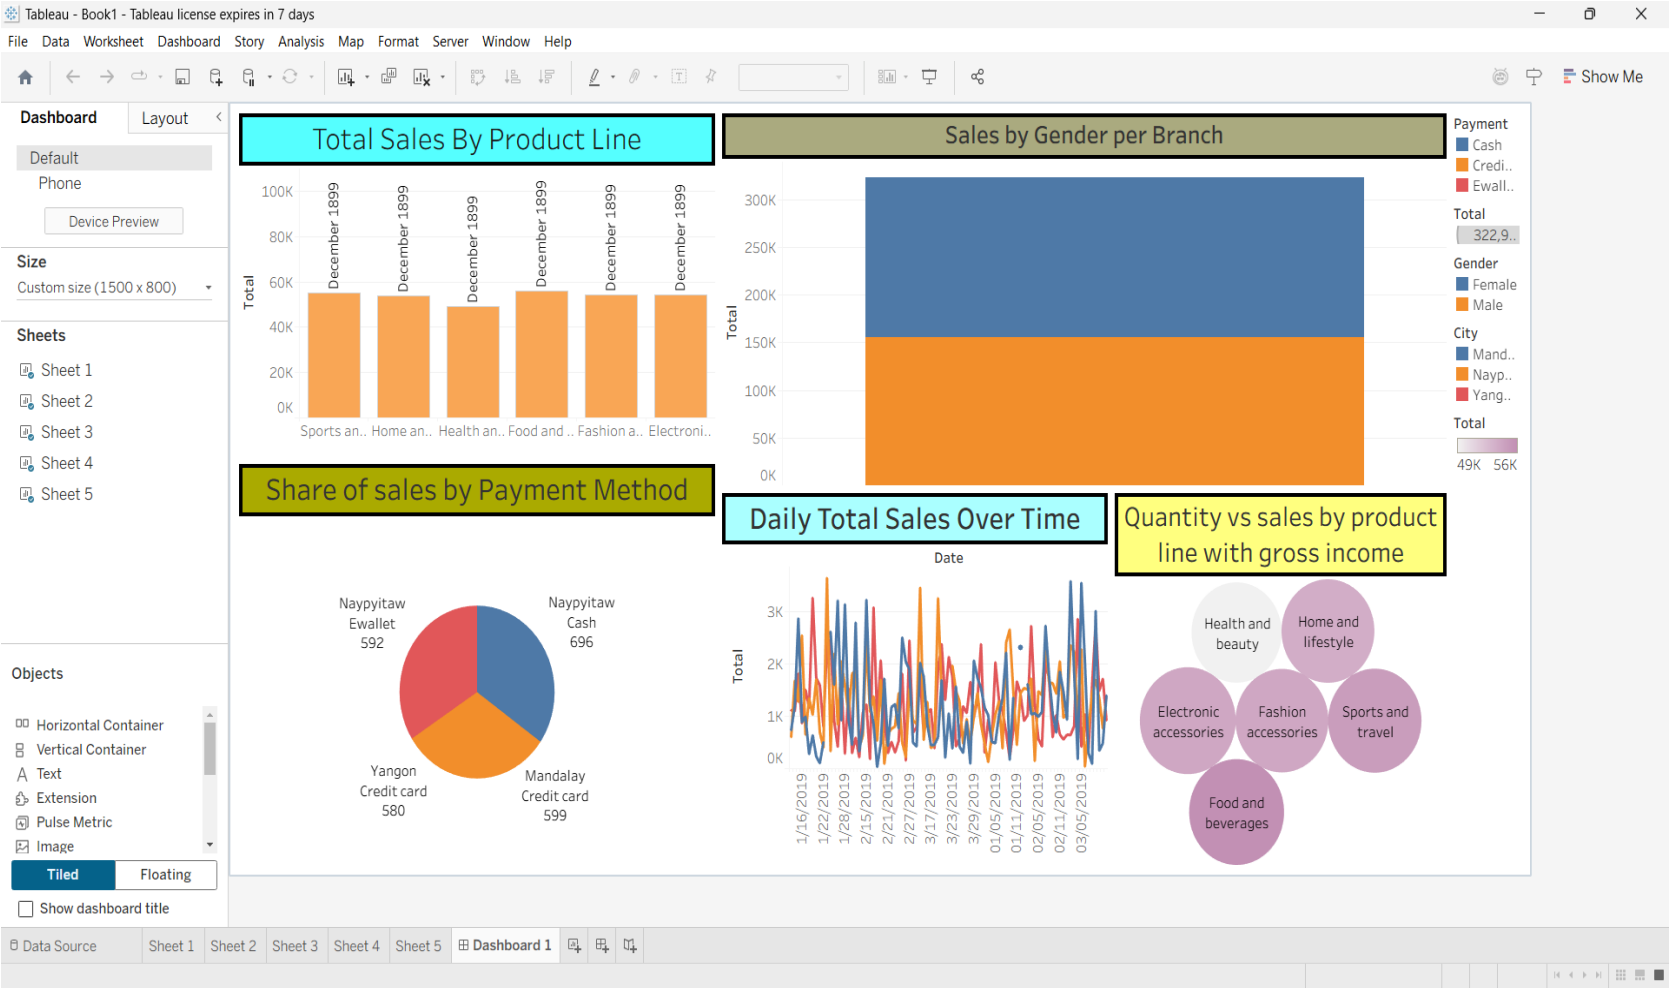 Tableau - Book1 - Tableau license expires in 7 days
File Data Worksheet Dashboard Story Analysis Map Format Server Window Help
Show Me
Dashboard Layout
Default
Phone
Device Preview
Size
Custom size (1500 x 800)
Sheets
Sheet 1
Sheet 2
Sheet 3
Sheet 4
Sheet 5
Objects
Horizontal Container
Vertical Container
Text
Extension
Pulse Metric
Image
Tiled Floating
Show dashboard title
Total Sales By Product Line
Total
100K
80K
60K
40K
20K
0K
December 1899
December 1899
December 1899
December 1899
December 1899
December 1899
Sports an.. Home an.. Health an.. Food and .. Fashion a.. Electroni..
Sales by Gender per Branch
Total
300K
250K
200K
150K
100K
50K
0K
Share of sales by Payment Method
Naypyitaw
Ewallet
592
Naypyitaw
Cash
696
Yangon
Credit card
580
Mandalay
Credit card
599
Daily Total Sales Over Time
Date
Total
3K
2K
1K
0K
1/16/2019
1/22/2019
1/28/2019
2/15/2019
2/21/2019
2/27/2019
3/17/2019
3/23/2019
3/29/2019
01/05/2019
01/11/2019
02/05/2019
02/11/2019
03/05/2019
Quantity vs sales by product
line with gross income
Health and
beauty
Home and
lifestyle
Electronic
accessories
Fashion
accessories
Sports and
travel
Food and
beverages
Payment
Cash
Credi..
Ewall..
Total
322,9..
Gender
Female
Male
City
Mand..
Nayp..
Yang..
Total
49K 56K
Data Source Sheet 1 Sheet 2 Sheet 3 Sheet 4 Sheet 5 Dashboard 1